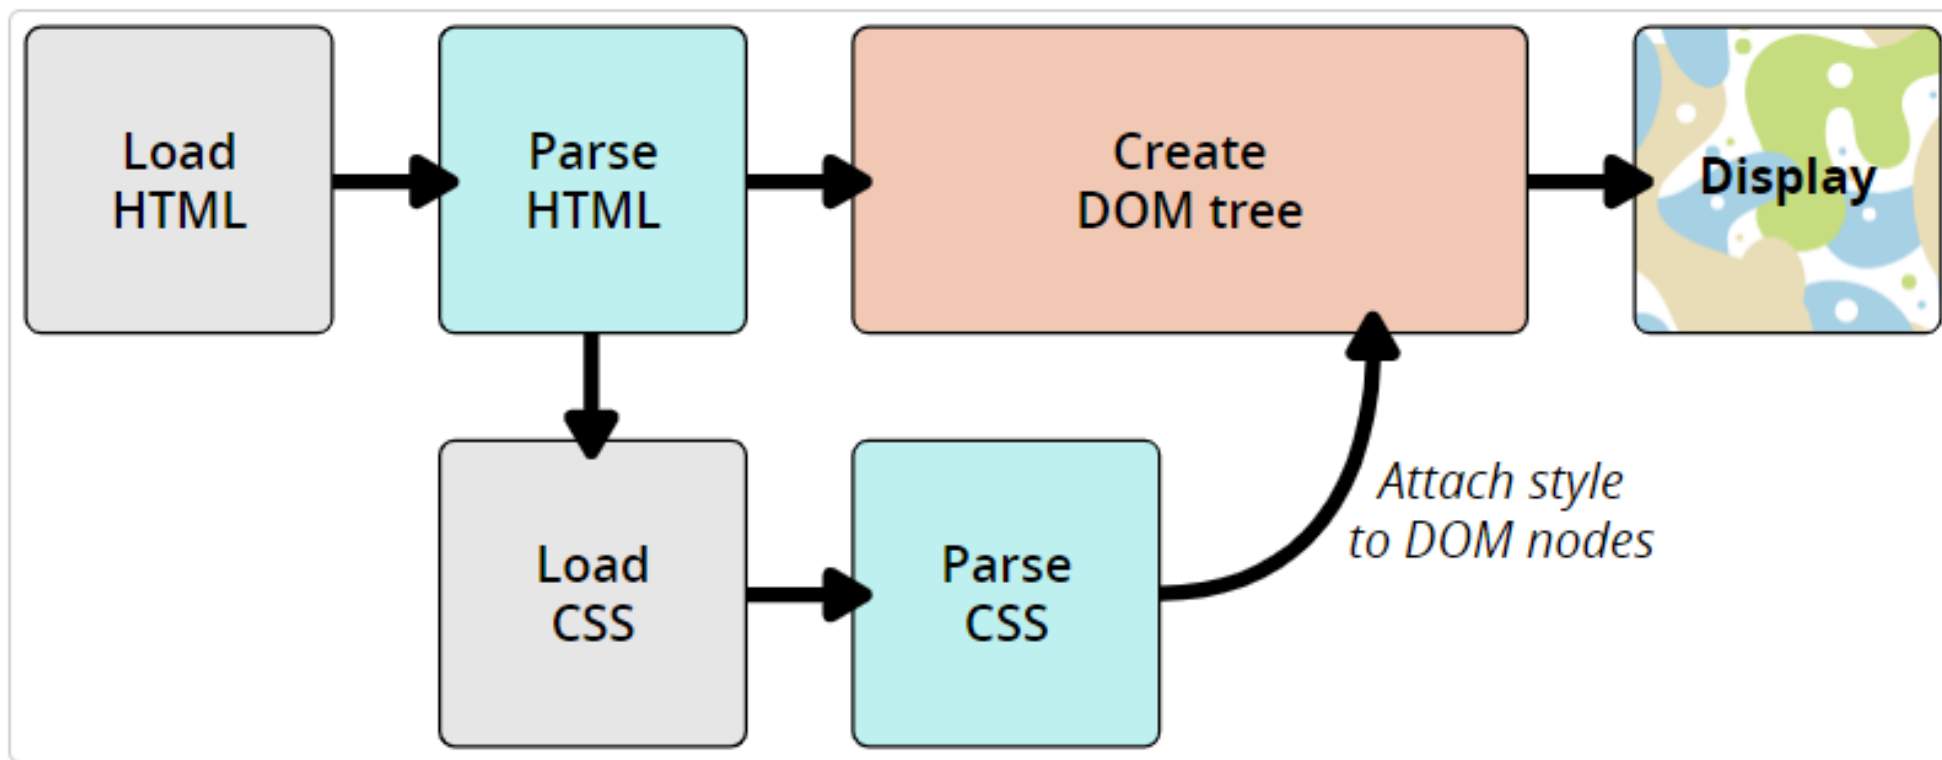 Load
HTML
Parse
HTML
Create
DOM tree
Display
Load
CSS
Parse
CSS
Attach style
to DOM nodes